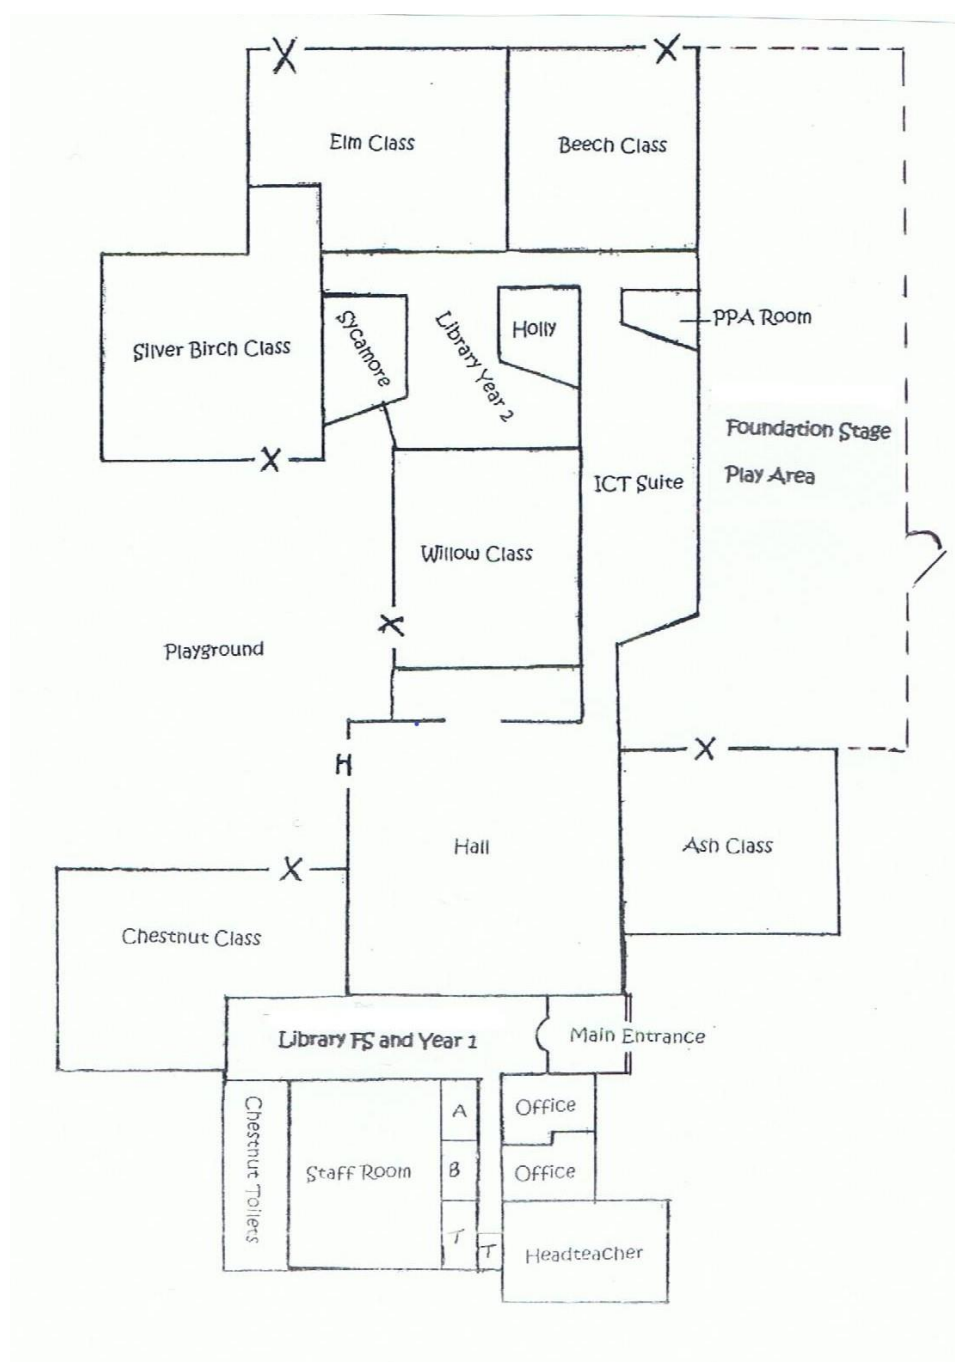 X
X
Elm Class
Beech Class
Silver Birch Class
Sycamore
Library Year 2
Holly
PPA Room
Foundation Stage
Play Area
X
ICT Suite
Willow Class
X
Playground
H
X
Hall
Ash Class
X
Chestnut Class
Library FS and Year 1
Main Entrance
Chestnut Toilets
Staff Room
A
B
T
T
Office
Office
Headteacher